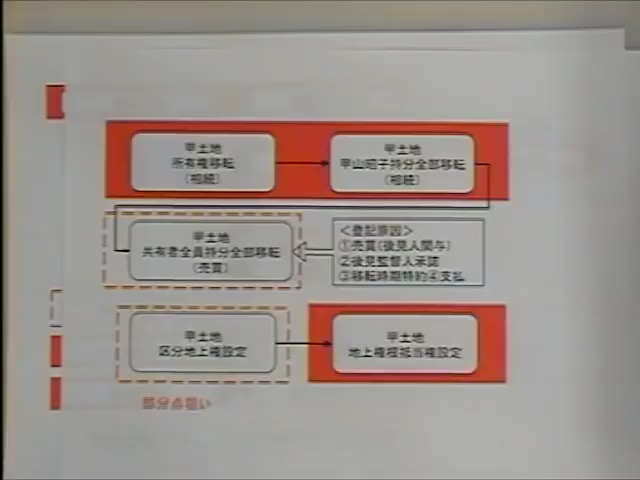 甲土地
所有権移転
(相続)
甲土地
甲山昭子持分全部移転
(相続)
甲土地
共有者全員持分全部移転
(売買)
＜登記原因＞
①売買(後見人関与)
②後見監督人承諾
③移転時期特約④支払
甲土地
区分地上権設定
甲土地
地上権根抵当権設定
部分点狙い